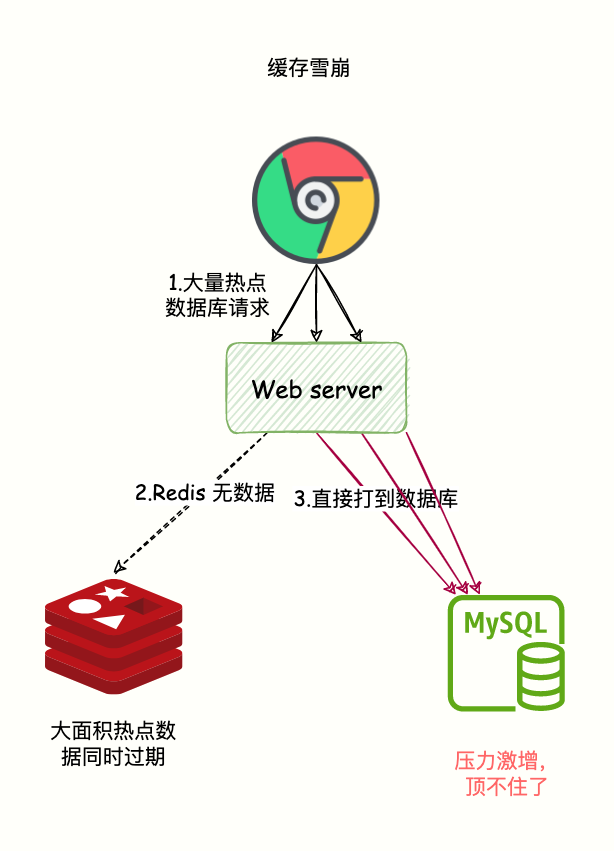 缓存雪崩
1.大量热点
数据库请求
Web server
2.Redis 无数据
3.直接打到数据库
MySQL
大面积热点数
据同时过期
压力激增，
顶不住了